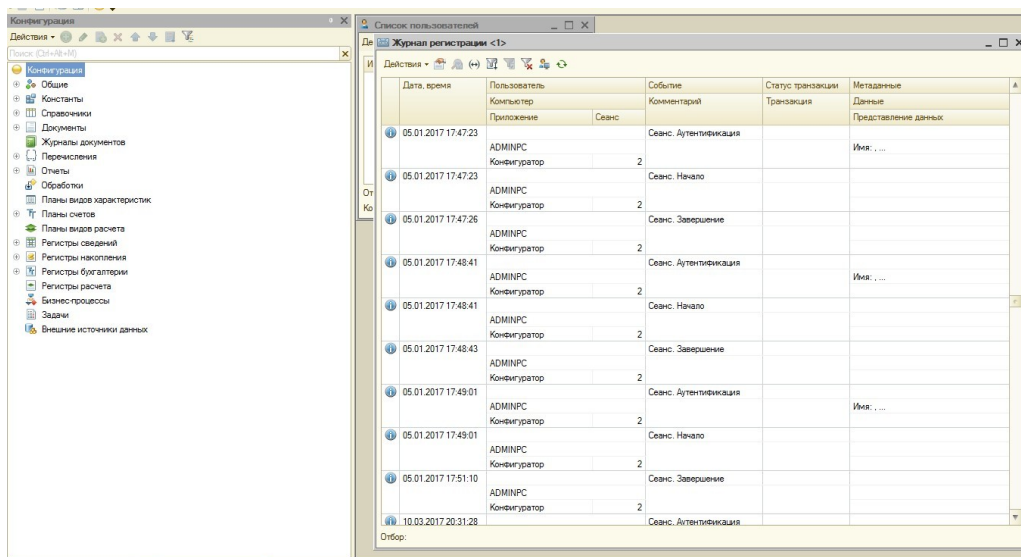 Конфигурация
Действия
Поиск (Ctrl+Alt+M)
Конфигурация
Общие
Константы
Справочники
Документы
Журналы документов
Перечисления
Отчеты
Обработки
Планы видов характеристик
Планы счетов
Планы видов расчета
Регистры сведений
Регистры накопления
Регистры бухгалтерии
Регистры расчета
Бизнес-процессы
Задачи
Внешние источники данных
Список пользователей
Де
И
От
Ко
Журнал регистрации <1>
Действия
Дата, время Пользователь Событие Статус транзакции Метаданные
Компьютер Комментарий Транзакция Данные
Приложение Сеанс Представление данных
05.01.2017 17:47:23 Сеанс. Аутентификация
ADMINPC Имя: , ...
Конфигуратор 2
05.01.2017 17:47:23 Сеанс. Начало
ADMINPC
Конфигуратор 2
05.01.2017 17:47:26 Сеанс. Завершение
ADMINPC
Конфигуратор 2
05.01.2017 17:48:41 Сеанс. Аутентификация
ADMINPC Имя: , ...
Конфигуратор 2
05.01.2017 17:48:41 Сеанс. Начало
ADMINPC
Конфигуратор 2
05.01.2017 17:48:43 Сеанс. Завершение
ADMINPC
Конфигуратор 2
05.01.2017 17:49:01 Сеанс. Аутентификация
ADMINPC Имя: , ...
Конфигуратор 2
05.01.2017 17:49:01 Сеанс. Начало
ADMINPC
Конфигуратор 2
05.01.2017 17:51:10 Сеанс. Завершение
ADMINPC
Конфигуратор 2
10.03.2017 20:31:28 Сеанс. Аутентификация
Отбор: